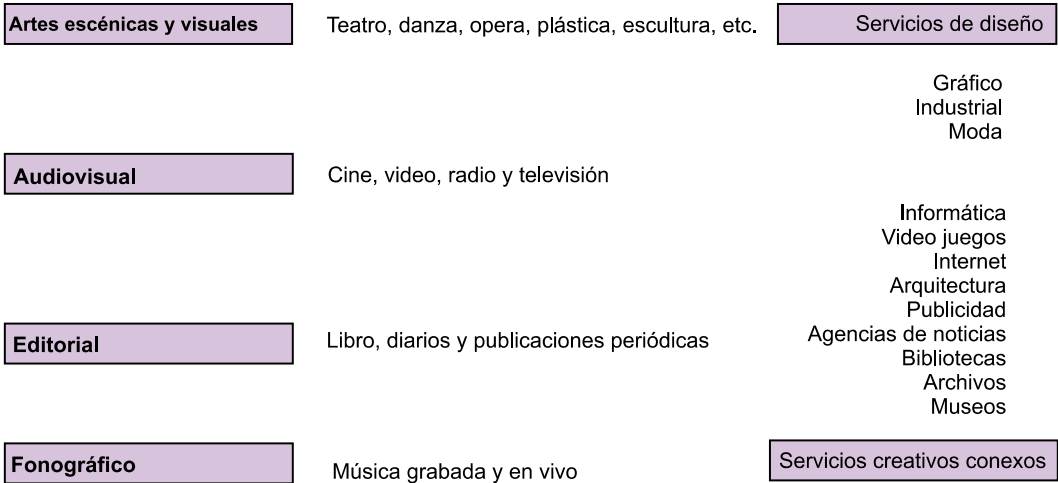 Artes escénicas y visuales
Teatro, danza, opera, plástica, escultura, etc.
Servicios de diseño
Gráfico
Industrial
Moda
Audiovisual
Cine, video, radio y televisión
Informática
Video juegos
Internet
Arquitectura
Publicidad
Editorial
Libro, diarios y publicaciones periódicas
Agencias de noticias
Bibliotecas
Archivos
Museos
Fonográfico
Música grabada y en vivo
Servicios creativos conexos